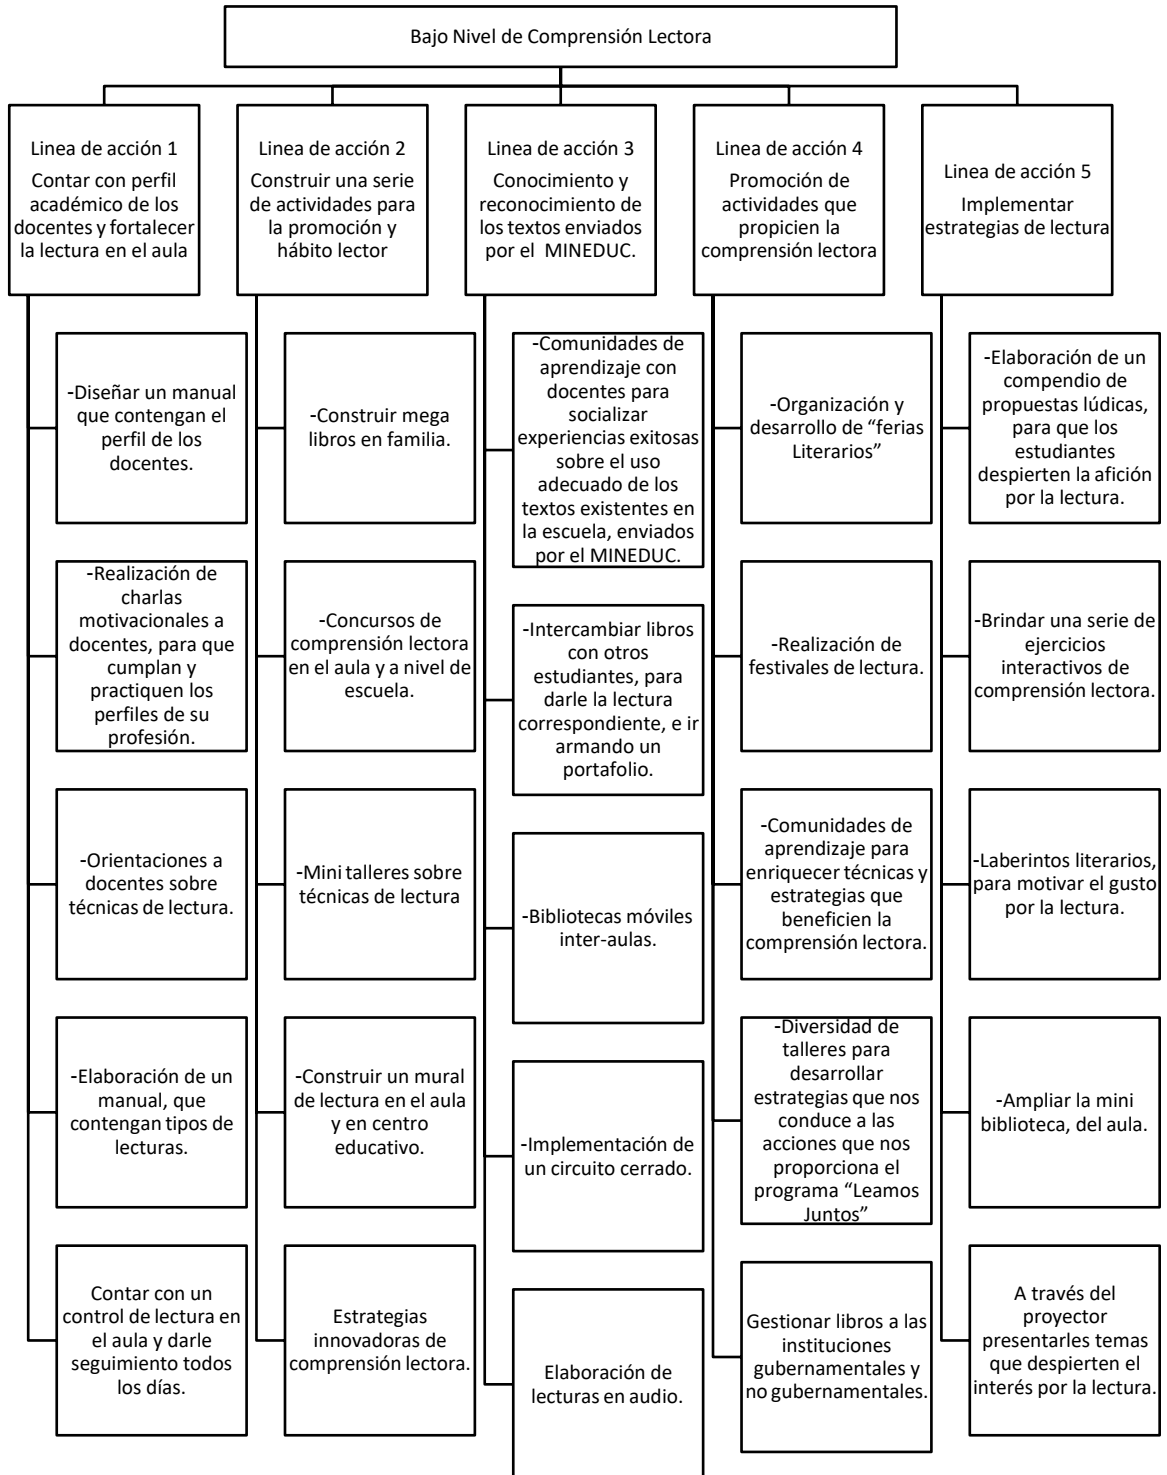 Bajo Nivel de Comprensión Lectora
Linea de acción 1
Contar con perfil
académico de los
docentes y fortalecer
la lectura en el aula
-Diseñar un manual
que contengan el
perfil de los
docentes.
-Realización de
charlas
motivacionales a
docentes, para que
cumplan y
practiquen los
perfiles de su
profesión.
-Orientaciones a
docentes sobre
técnicas de lectura.
-Elaboración de un
manual, que
contengan tipos de
lecturas.
Contar con un
control de lectura en
el aula y darle
seguimiento todos
los días.
Linea de acción 2
Construir una serie
de actividades para
la promoción y
hábito lector
-Construir mega
libros en familia.
-Concursos de
comprensión lectora
en el aula y a nivel de
escuela.
-Mini talleres sobre
técnicas de lectura
-Construir un mural
de lectura en el aula
y en centro
educativo.
Estrategias
innovadoras de
comprensión lectora.
Linea de acción 3
Conocimiento y
reconocimiento de
los textos enviados
por el MINEDUC.
-Comunidades de
aprendizaje con
docentes para
socializar
experiencias exitosas
sobre el uso
adecuado de los
textos existentes en
la escuela, enviados
por el MINEDUC.
-Intercambiar libros
con otros
estudiantes, para
darle la lectura
correspondiente, e ir
armando un
portafolio.
-Bibliotecas móviles
inter-aulas.
-Implementación de
un circuito cerrado.
Elaboración de
lecturas en audio.
Linea de acción 4
Promoción de
actividades que
propicien la
comprensión lectora
-Organización y
desarrollo de “ferias
Literarios”
-Realización de
festivales de lectura.
-Comunidades de
aprendizaje para
enriquecer técnicas y
estrategias que
beneficien la
comprensión lectora.
-Diversidad de
talleres para
desarrollar
estrategias que nos
conduce a las
acciones que nos
proporciona el
programa “Leamos
Juntos”
Gestionar libros a las
instituciones
gubernamentales y
no gubernamentales.
Linea de acción 5
Implementar
estrategias de lectura
-Elaboración de un
compendio de
propuestas lúdicas,
para que los
estudiantes
despierten la afición
por la lectura.
-Brindar una serie de
ejercicios
interactivos de
comprensión lectora.
-Laberintos literarios,
para motivar el gusto
por la lectura.
-Ampliar la mini
biblioteca, del aula.
A través del
proyector
presentarles temas
que despierten el
interés por la lectura.